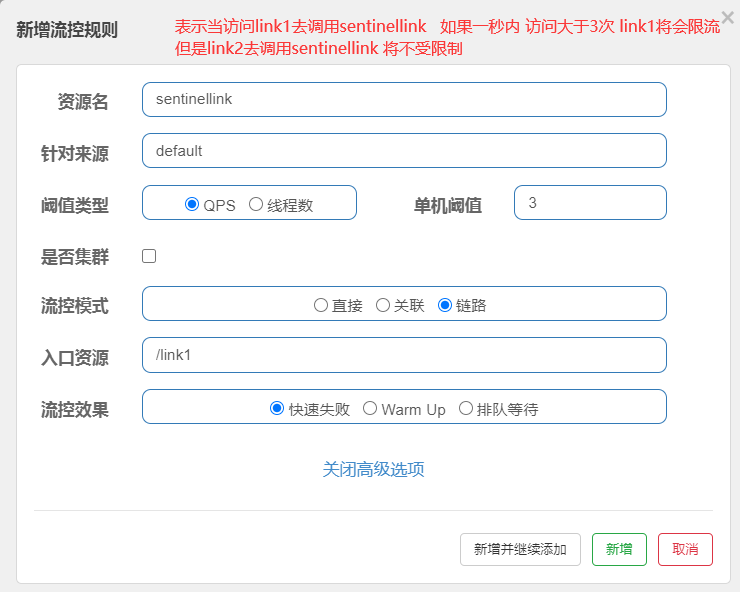 新增流控规则
表示当访问link1去调用sentinellink 如果一秒内 访问大于3次 link1将会限流
但是link2去调用sentinellink 将不受限制
×
资源名 sentinellink
针对来源 default
阈值类型 QPS 线程数 单机阈值 3
是否集群
流控模式 直接 关联 链路
入口资源 /link1
流控效果 快速失败 Warm Up 排队等待
关闭高级选项
新增并继续添加 新增 取消